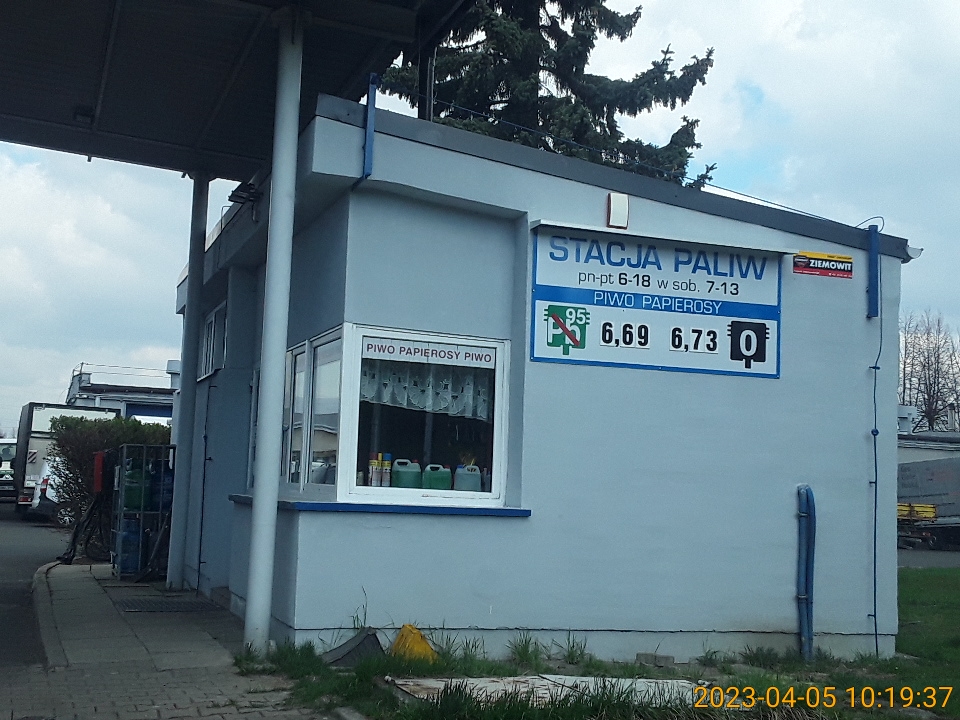 STACJA PALIW
pn-pt 6-18 w sob. 7-13
PIWO PAPIEROSY
Pb 95 6,69 6,73 O
ZIEMOWIT
PIWO PAPIEROSY PIWO
2023-04-05 10:19:37